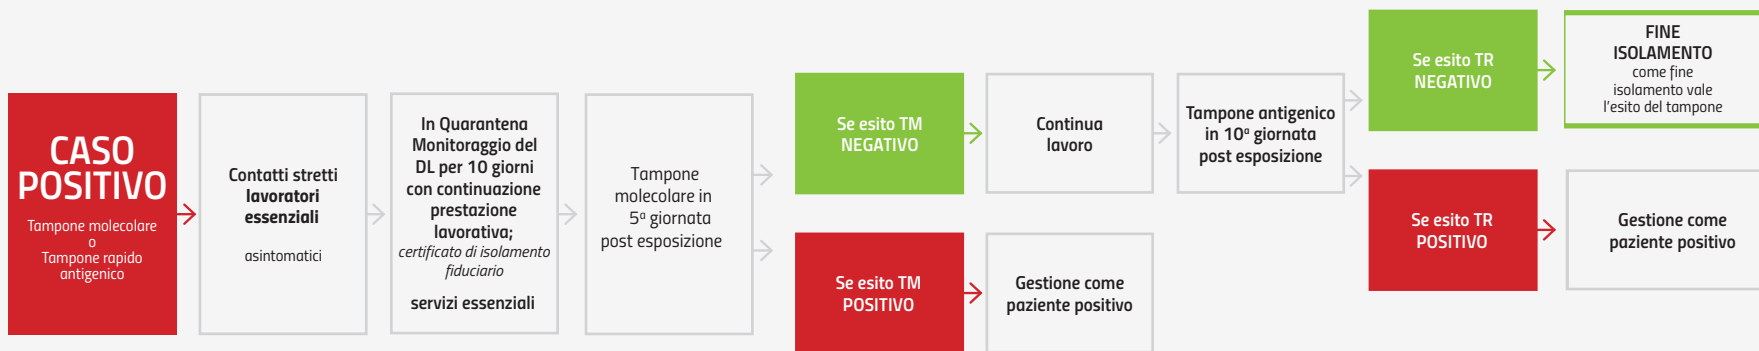 CASO
POSITIVO
Tampone molecolare
o
Tampone rapido
antigenico
Contatti stretti
lavoratori
essenziali
asintomatici
In Quarantena
Monitoraggio del
DL per 10 giorni
con continuazione
prestazione
lavorativa;
certificato di isolamento
fiduciario
servizi essenziali
Tampone
molecolare in
5ª giornata
post esposizione
Se esito TM
NEGATIVO
Continua
lavoro
Tampone antigenico
in 10ª giornata
post esposizione
Se esito TR
NEGATIVO
FINE
ISOLAMENTO
come fine
isolamento vale
l'esito del tampone
Se esito TM
POSITIVO
Gestione come
paziente positivo
Se esito TR
POSITIVO
Gestione come
paziente positivo